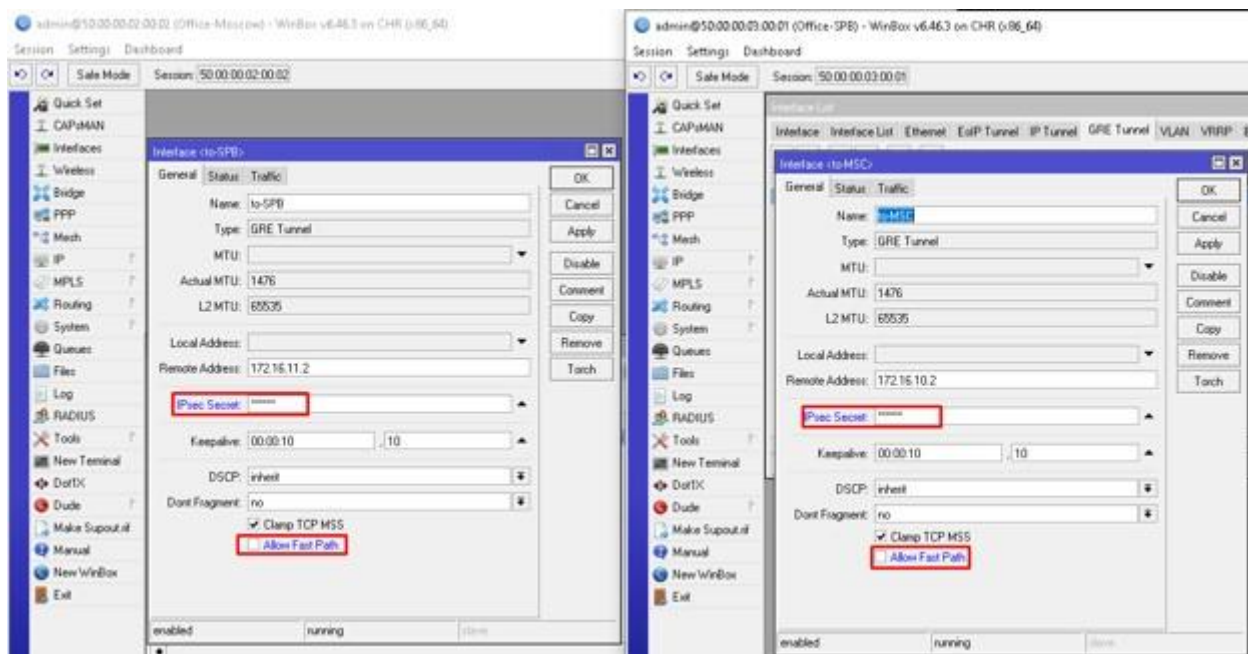 admin@50:00:00:02:00:02 (Office-Moscow) - WinBox v6.46.3 on CHR (x86_64)
Session Settings Dashboard
Safe Mode Session: 50:00:00:02:00:02
Quick Set
CAPsMAN
Interfaces
Wireless
Bridge
PPP
Mesh
IP
MPLS
Routing
System
Queues
Files
Log
RADIUS
Tools
New Terminal
Dot1X
Dude
Make Supout.rif
Manual
New WinBox
Exit
Interface <to-SPB>
General Status Traffic
Name: to-SPB
Type: GRE Tunnel
MTU:
Actual MTU: 1476
L2 MTU: 65535
Local Address:
Remote Address: 172.16.11.2
IPsec Secret: ******
Keepalive: 00:00:10 , 10
DSCP: inherit
Dont Fragment: no
Clamp TCP MSS
Allow Fast Path
OK
Cancel
Apply
Disable
Comment
Copy
Remove
Torch
enabled running slave
admin@50:00:00:03:00:01 (Office-SPB) - WinBox v6.46.3 on CHR (x86_64)
Session Settings Dashboard
Safe Mode Session: 50:00:00:03:00:01
Quick Set
CAPsMAN
Interfaces
Wireless
Bridge
PPP
Mesh
IP
MPLS
Routing
System
Queues
Files
Log
RADIUS
Tools
New Terminal
Dot1X
Dude
Make Supout.rif
Manual
New WinBox
Exit
Interface List
Interface Interface List Ethernet EoIP Tunnel IP Tunnel GRE Tunnel VLAN VRRP
Interface <to-MSC>
General Status Traffic
Name: to-MSC
Type: GRE Tunnel
MTU:
Actual MTU: 1476
L2 MTU: 65535
Local Address:
Remote Address: 172.16.10.2
IPsec Secret: ******
Keepalive: 00:00:10 , 10
DSCP: inherit
Dont Fragment: no
Clamp TCP MSS
Allow Fast Path
OK
Cancel
Apply
Disable
Comment
Copy
Remove
Torch
enabled running slave